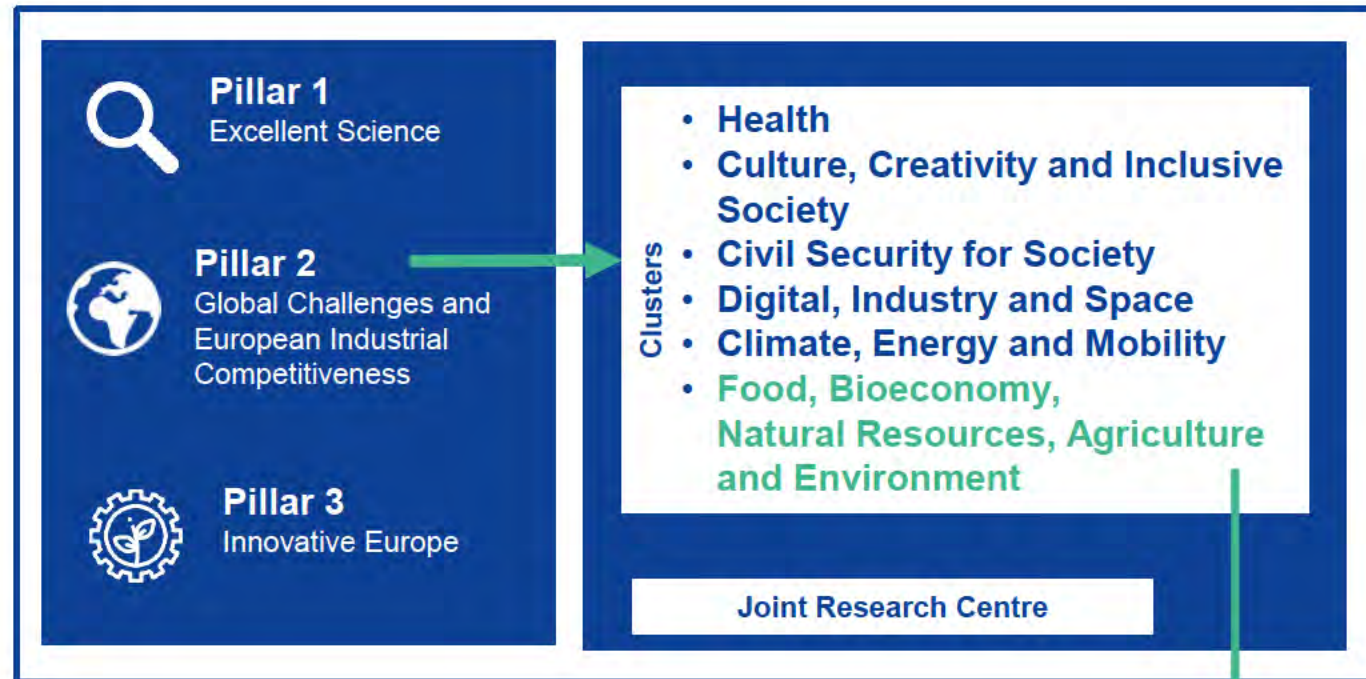 Pillar 1
Excellent Science
Pillar 2
Global Challenges and
European Industrial
Competitiveness
Pillar 3
Innovative Europe
Clusters
• Health
• Culture, Creativity and Inclusive
Society
• Civil Security for Society
• Digital, Industry and Space
• Climate, Energy and Mobility
• Food, Bioeconomy,
Natural Resources, Agriculture
and Environment
Joint Research Centre